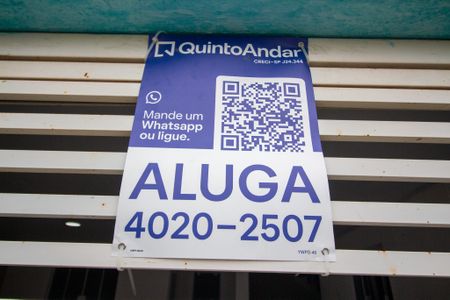 QuintoAndar
CRECI-SP J24.344
Mande um
Whatsapp
ou ligue.
ALUGA
4020-2507